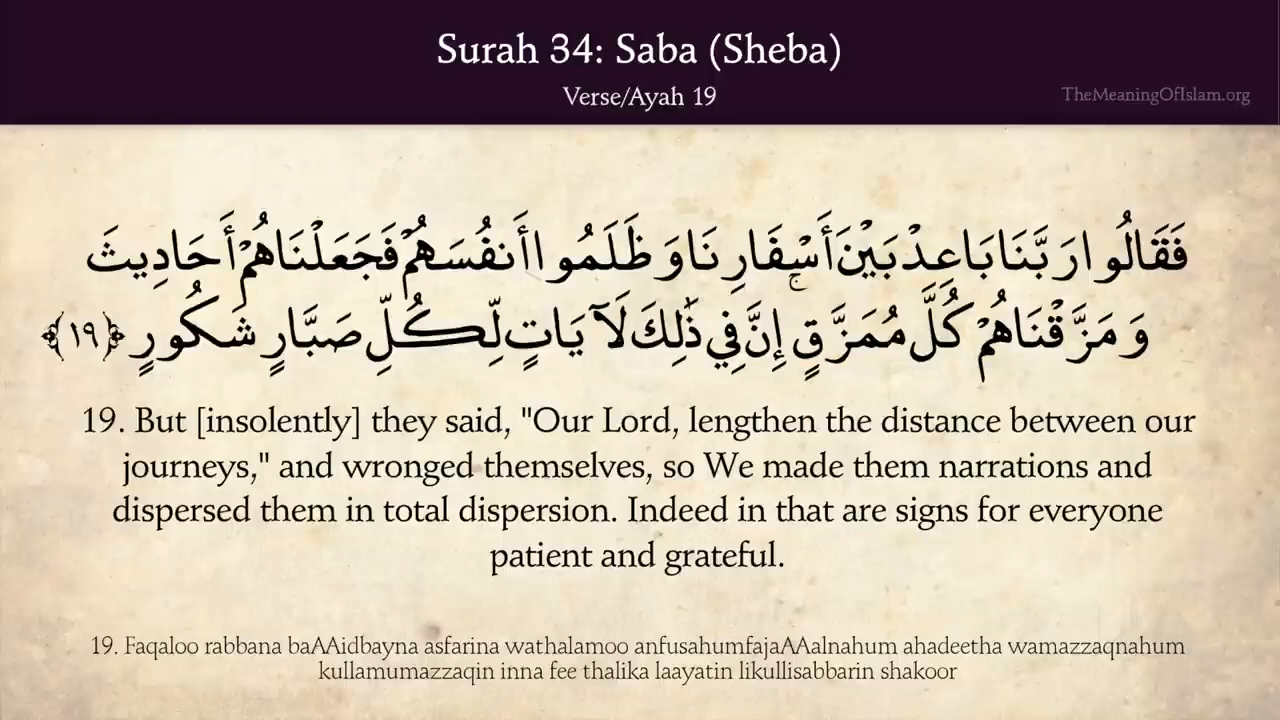 Surah 34: Saba (Sheba)
Verse/Ayah 19
TheMeaningOfIslam.org
فَقَالُوا رَبَّنَا بَاعِدْ بَيْنَ أَسْفَارِنَا وَظَلَمُوا أَنفُسَهُمْ فَجَعَلْنَاهُمْ أَحَادِيثَ
وَمَزَّقْنَاهُمْ كُلَّ مُمَزَّقٍ ۚ إِنَّ فِي ذَٰلِكَ لَآيَاتٍ لِّكُلِّ صَبَّارٍ شَكُورٍ ﴿١٩﴾
19. But [insolently] they said, "Our Lord, lengthen the distance between our
journeys," and wronged themselves, so We made them narrations and
dispersed them in total dispersion. Indeed in that are signs for everyone
patient and grateful.
19. Faqaloo rabbana baAAidbayna asfarina wathalamoo anfusahumfajaAAalnahum ahadeetha wamazzaqnahum
kullamumazzaqin inna fee thalika laayatin likullisabbarin shakoor